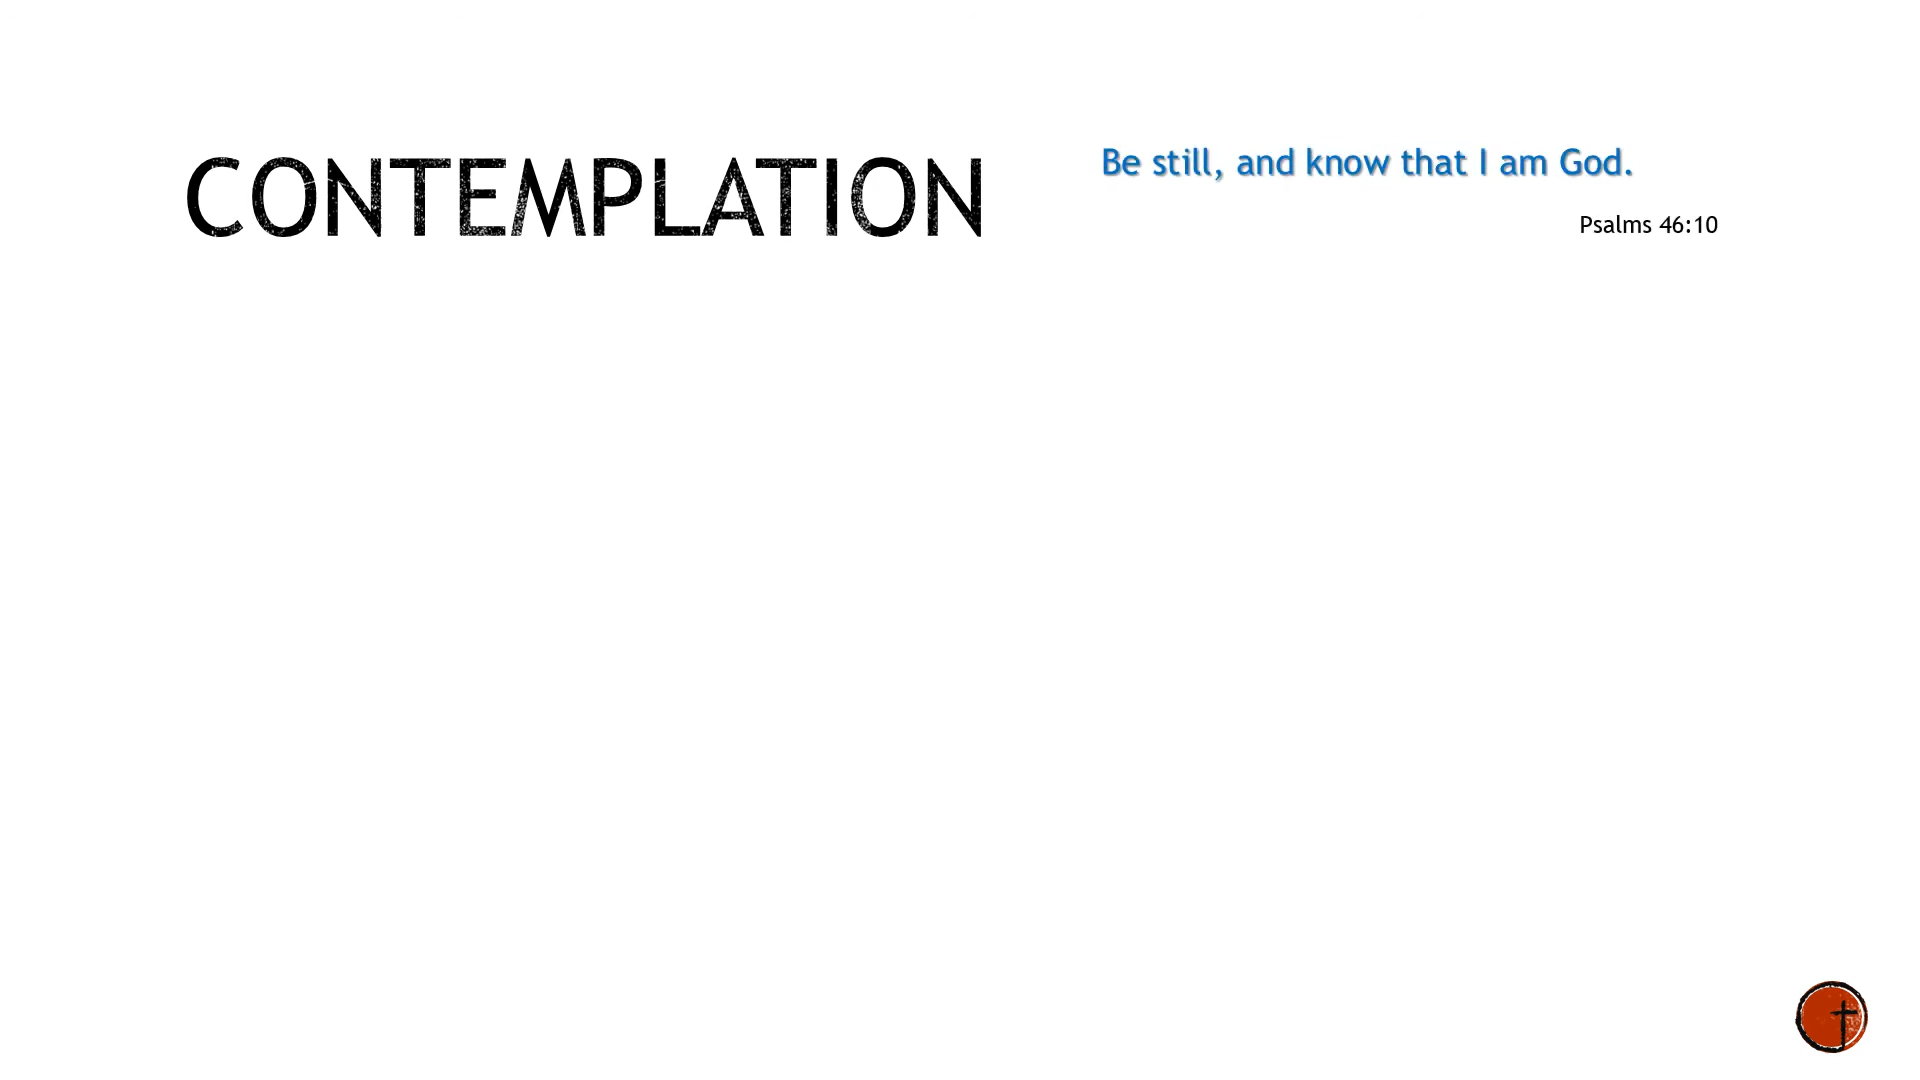 CONTEMPLATION
Be still, and know that I am God.
Psalms 46:10